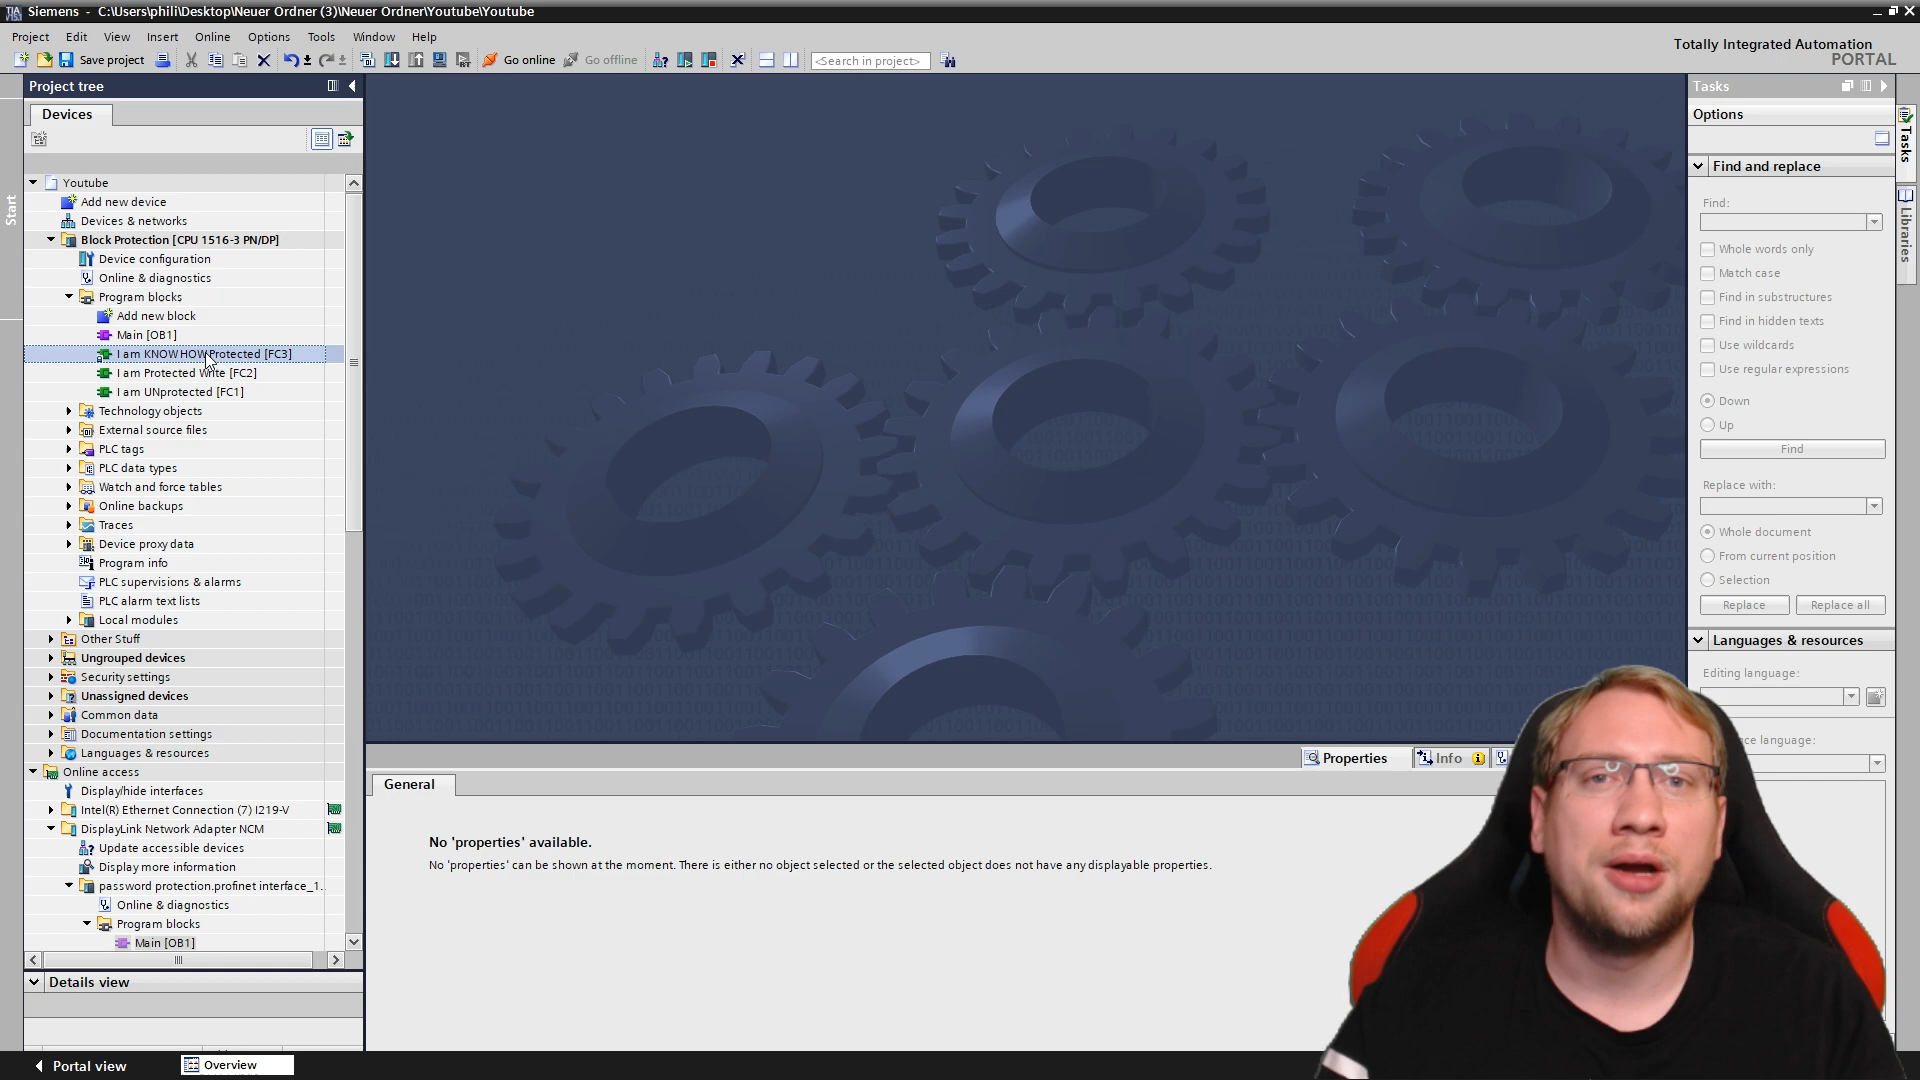 Siemens - C:\Users\phili\Desktop\Neuer Ordner (3)\Neuer Ordner\Youtube\Youtube
Project Edit View Insert Online Options Tools Window Help
Totally Integrated Automation
PORTAL
Save project
Go online
Go offline
<Search in project>
Project tree
Devices
Start
Youtube
Add new device
Devices & networks
Block Protection [CPU 1516-3 PN/DP]
Device configuration
Online & diagnostics
Program blocks
Add new block
Main [OB1]
I am KNOW HOW Protected [FC3]
I am Protected Write [FC2]
I am UNprotected [FC1]
Technology objects
External source files
PLC tags
PLC data types
Watch and force tables
Online backups
Traces
Device proxy data
Program info
PLC supervisions & alarms
PLC alarm text lists
Local modules
Other Stuff
Ungrouped devices
Security settings
Unassigned devices
Common data
Documentation settings
Languages & resources
Online access
Display/hide interfaces
Intel(R) Ethernet Connection (7) I219-V
DisplayLink Network Adapter NCM
Update accessible devices
Display more information
password protection.profinet interface_1..
Online & diagnostics
Program blocks
Main [OB1]
Details view
Portal view
Overview
Properties
Info
General
No 'properties' available.
No 'properties' can be shown at the moment. There is either no object selected or the selected object does not have any displayable properties.
Tasks
Options
Find and replace
Find:
Whole words only
Match case
Find in substructures
Find in hidden texts
Use wildcards
Use regular expressions
Down
Up
Find
Replace with:
Whole document
From current position
Selection
Replace
Replace all
Languages & resources
Editing language:
language:
Tasks
Libraries